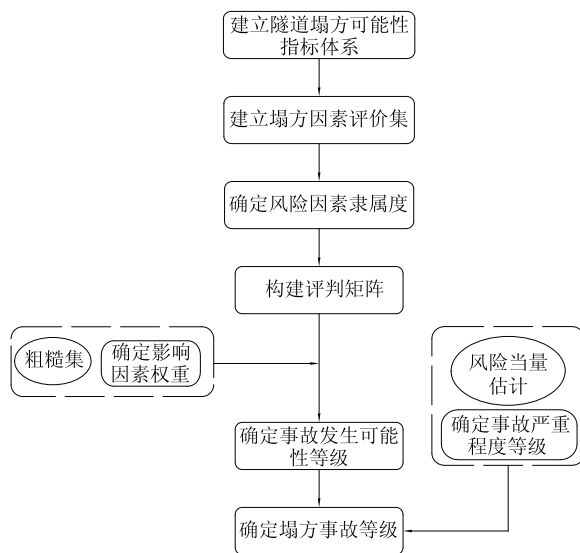 建立隧道塌方可能性
指标体系
建立塌方因素评价集
确定风险因素隶属度
构建评判矩阵
粗糙集
确定影响
因素权重
风险当量
估计
确定事故严重
程度等级
确定事故发生可能
性等级
确定塌方事故等级